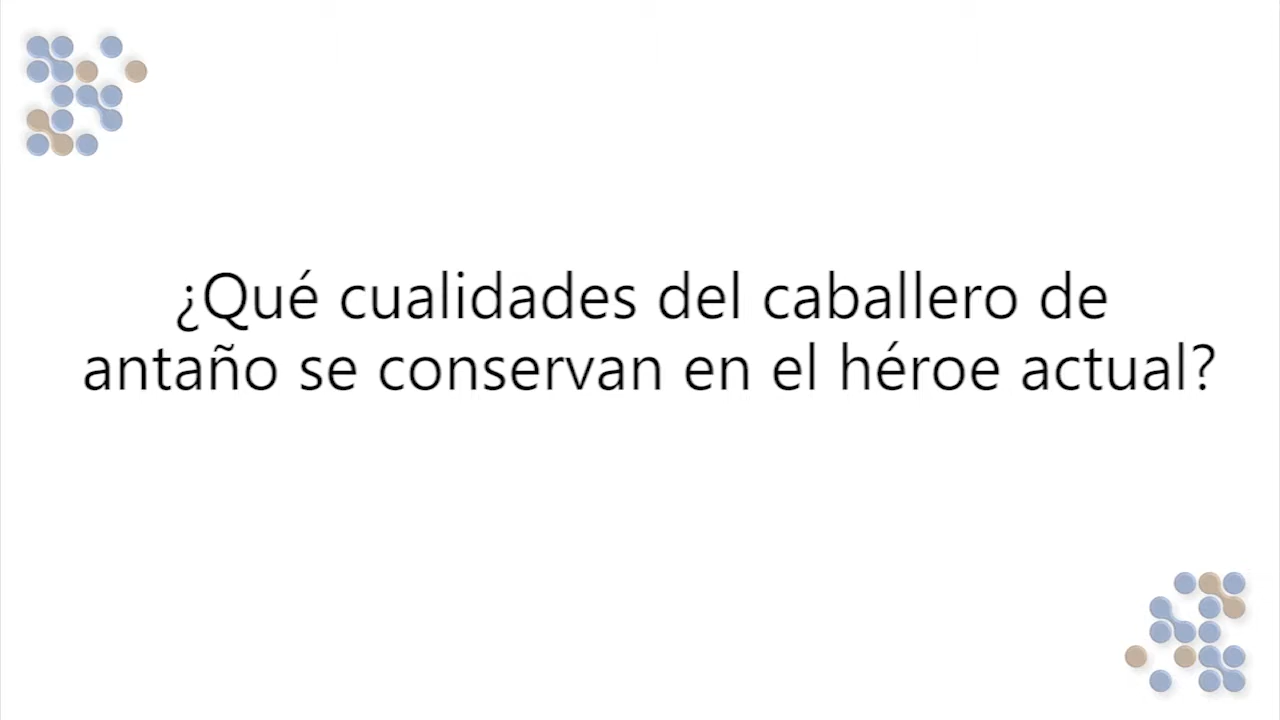 ¿Qué cualidades del caballero de
antaño se conservan en el héroe actual?